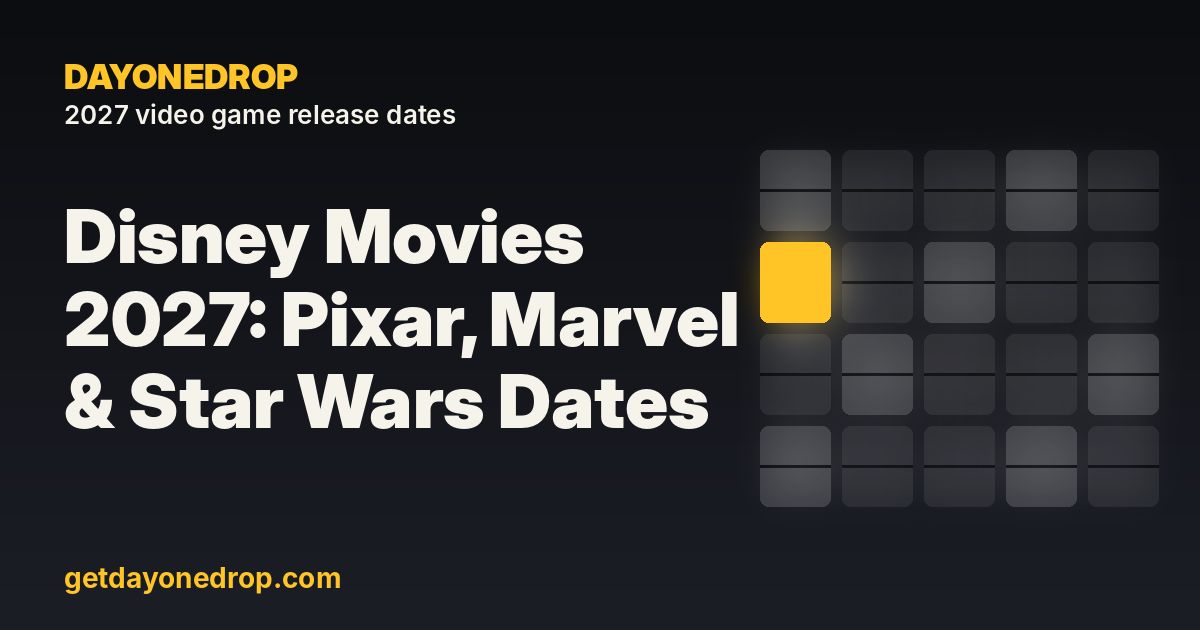 DAYONEDROP
2027 video game release dates
Disney Movies
2027: Pixar, Marvel
& Star Wars Dates
getdayonedrop.com